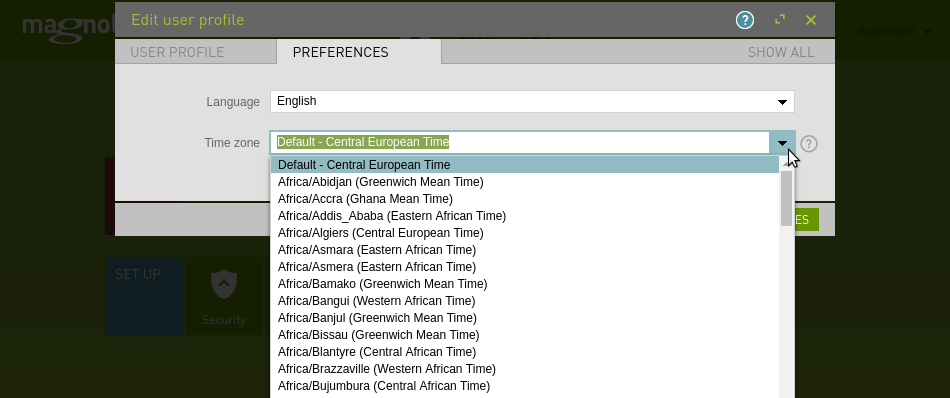 Edit user profile
?
magnol
superuser
USER PROFILE
PREFERENCES
SHOW ALL
Language
English
Time zone
Default - Central European Time
?
Default - Central European Time
Africa/Abidjan (Greenwich Mean Time)
Africa/Accra (Ghana Mean Time)
Africa/Addis_Ababa (Eastern African Time)
Africa/Algiers (Central European Time)
Africa/Asmara (Eastern African Time)
Africa/Asmera (Eastern African Time)
Africa/Bamako (Greenwich Mean Time)
Africa/Bangui (Western African Time)
Africa/Banjul (Greenwich Mean Time)
Africa/Bissau (Greenwich Mean Time)
Africa/Blantyre (Central African Time)
Africa/Brazzaville (Western African Time)
Africa/Bujumbura (Central African Time)
ES
SET UP
Security